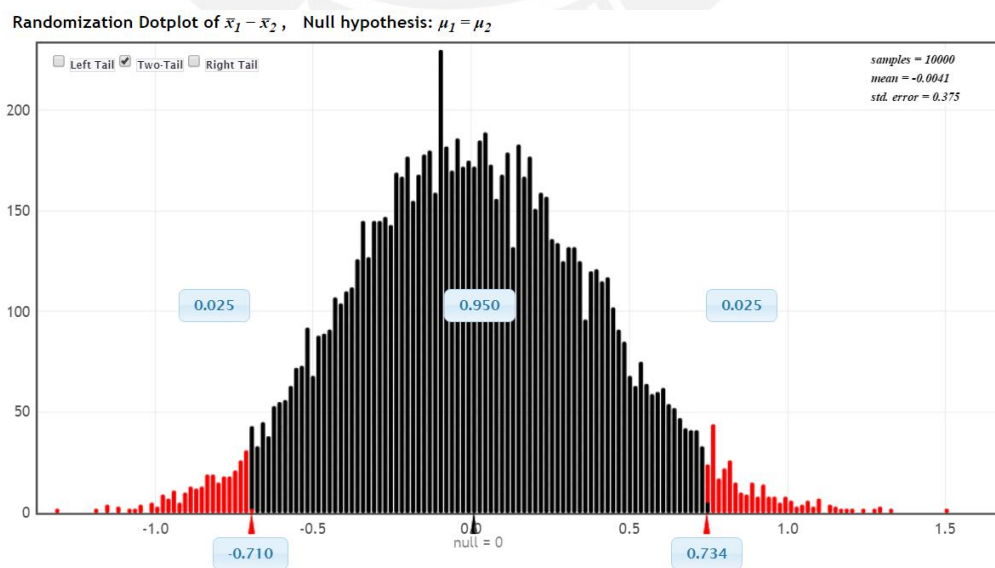 Randomization Dotplot of x̄₁ − x̄₂ ,   Null hypothesis: μ₁ = μ₂
Left Tail Two-Tail Right Tail
samples = 10000
mean = -0.0041
std. error = 0.375
200
150
100
50
0
0.025 0.950 0.025
-1.0 -0.5 0.0 0.5 1.0 1.5
null = 0
-0.710 0.734